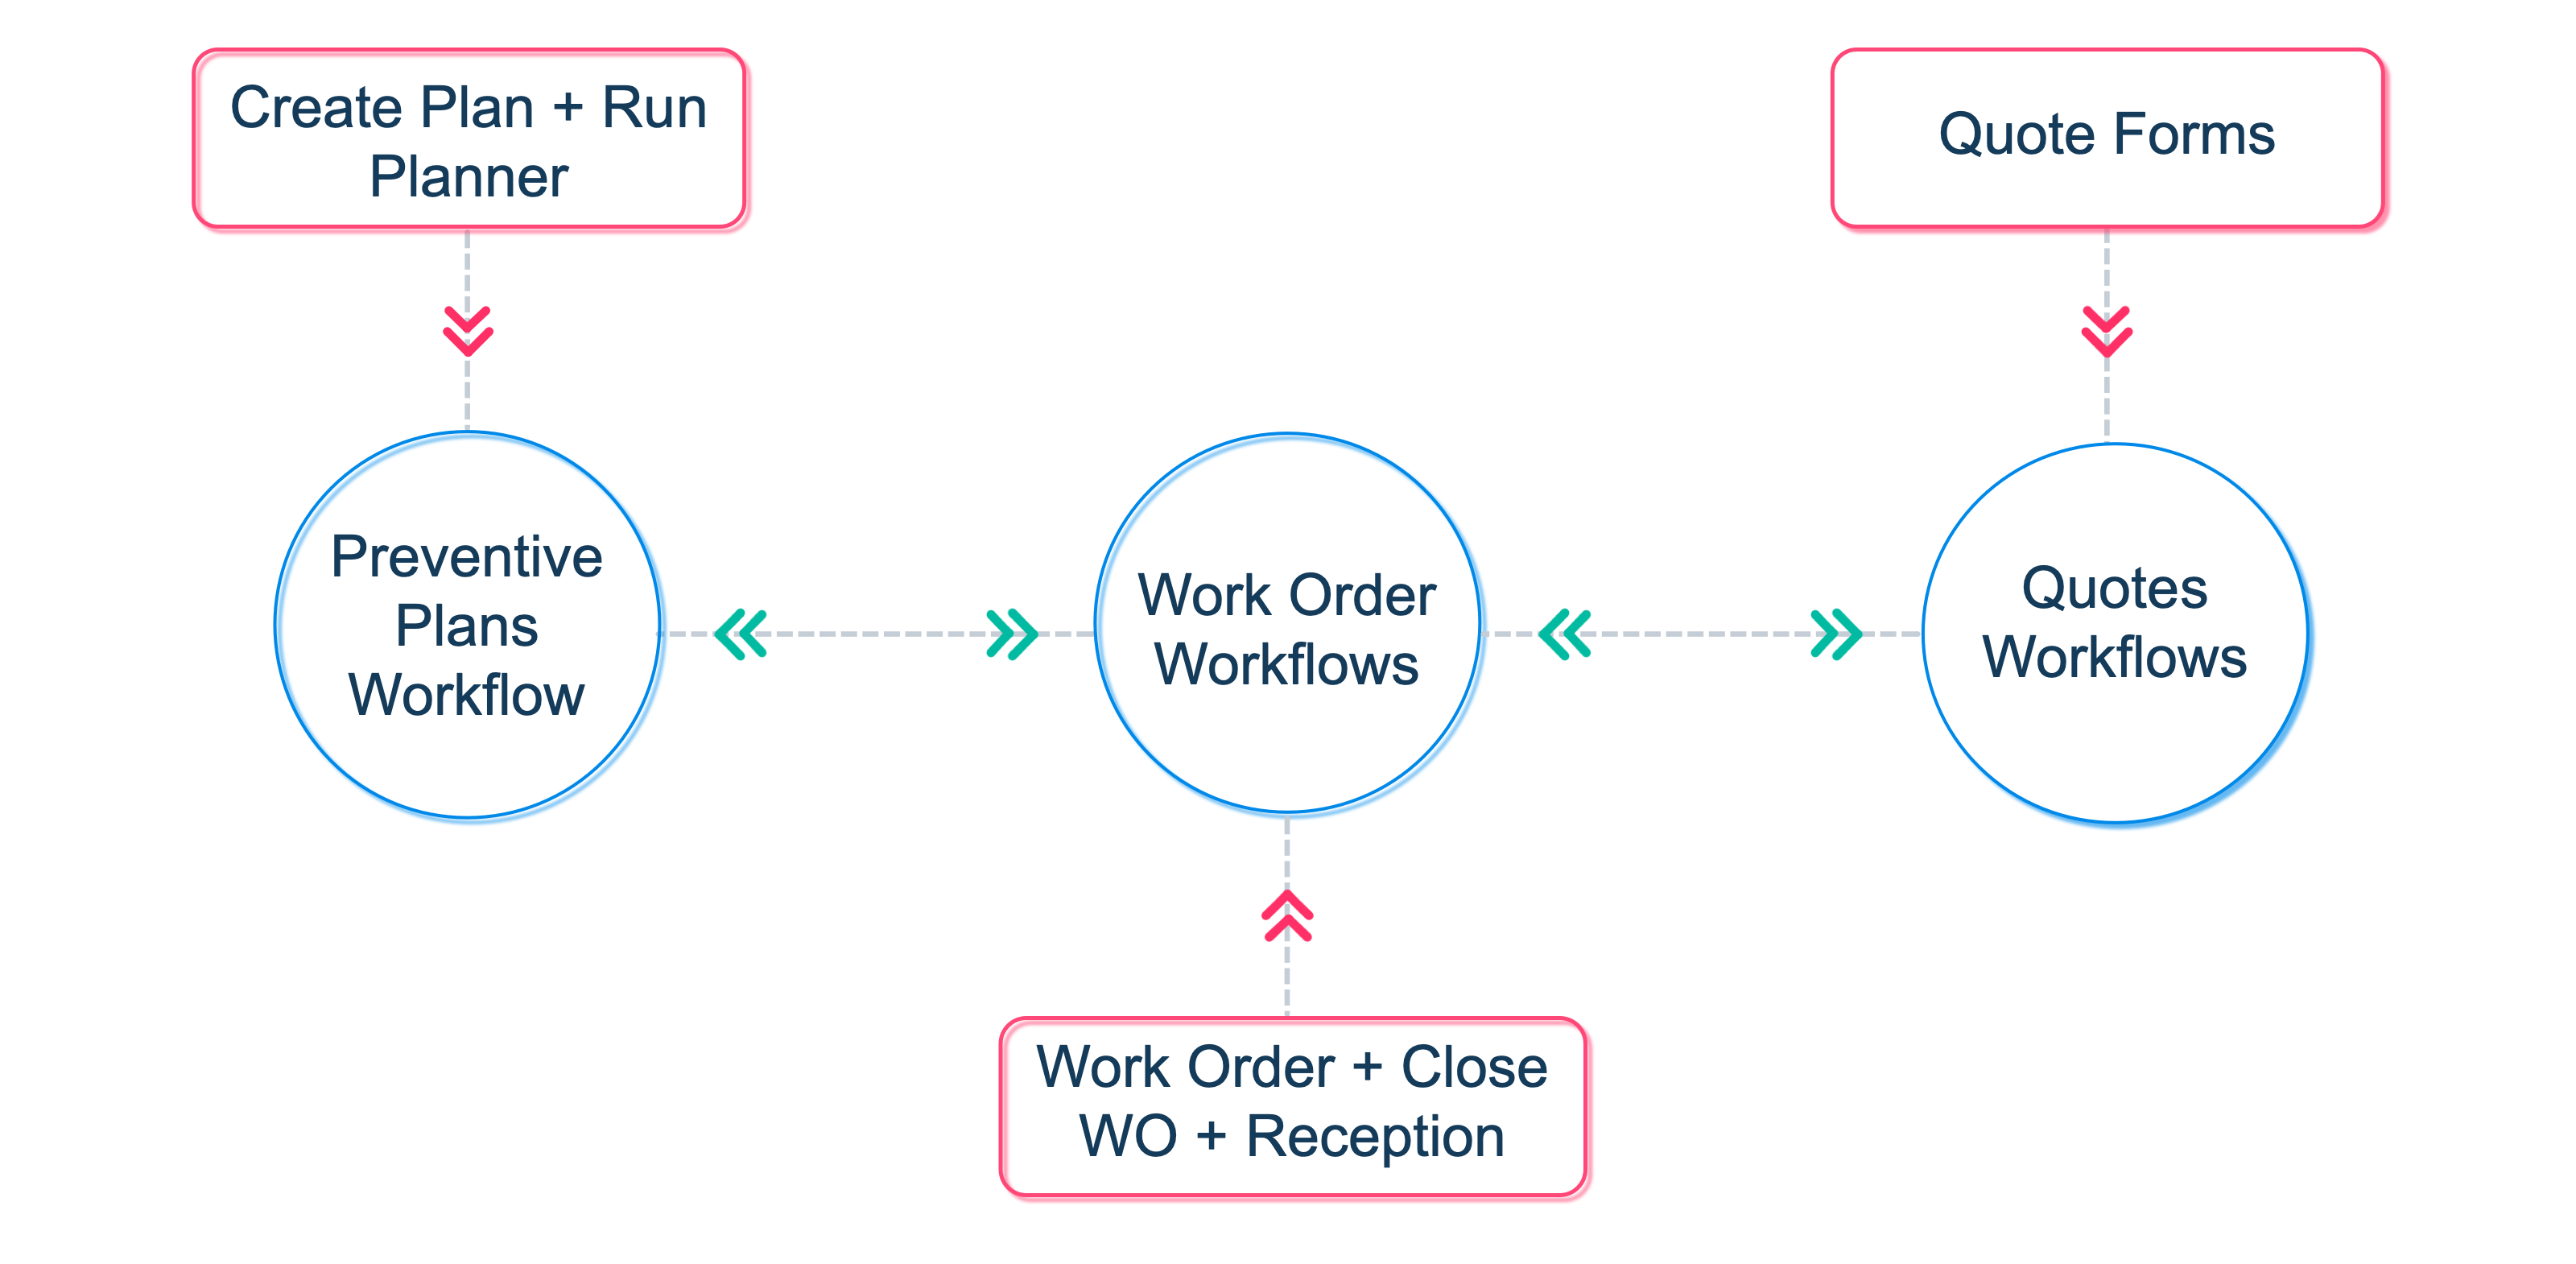 Create Plan + Run
Planner
Quote Forms
Preventive
Plans
Workflow
Work Order
Workflows
Quotes
Workflows
Work Order + Close
WO + Reception